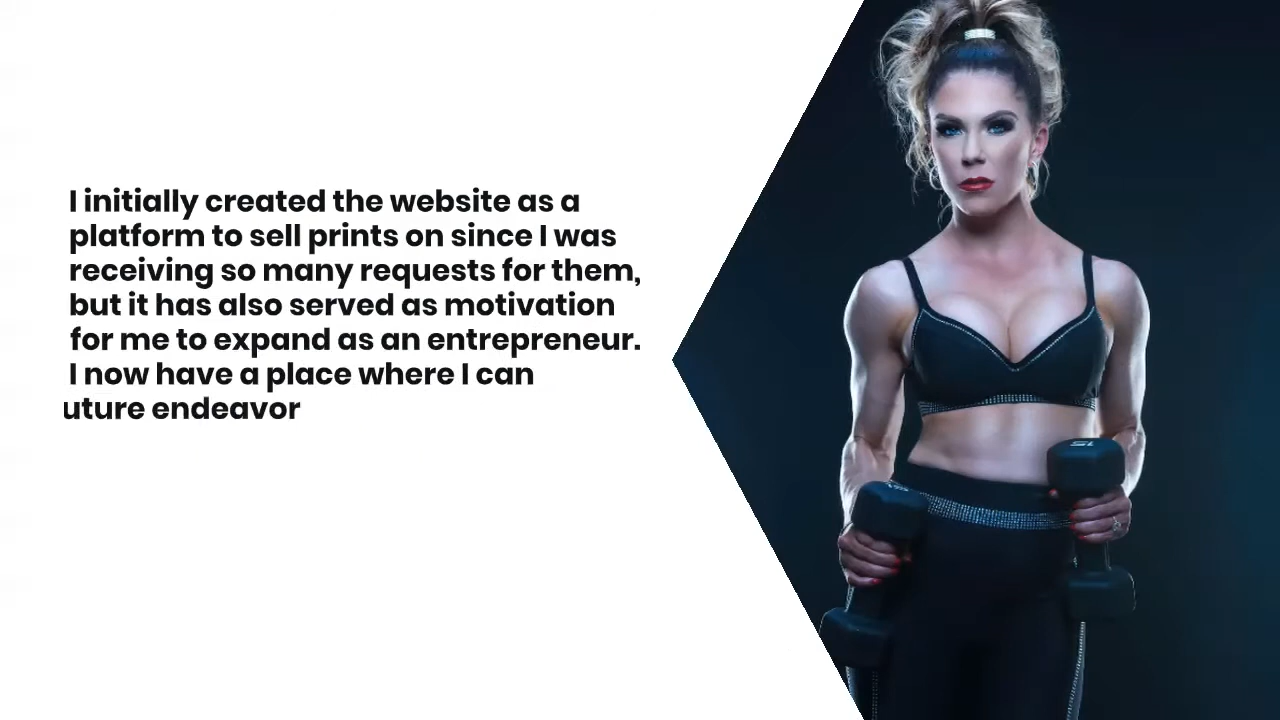 I initially created the website as a
platform to sell prints on since I was
receiving so many requests for them,
but it has also served as motivation
for me to expand as an entrepreneur.
I now have a place where I can
uture endeavor
15